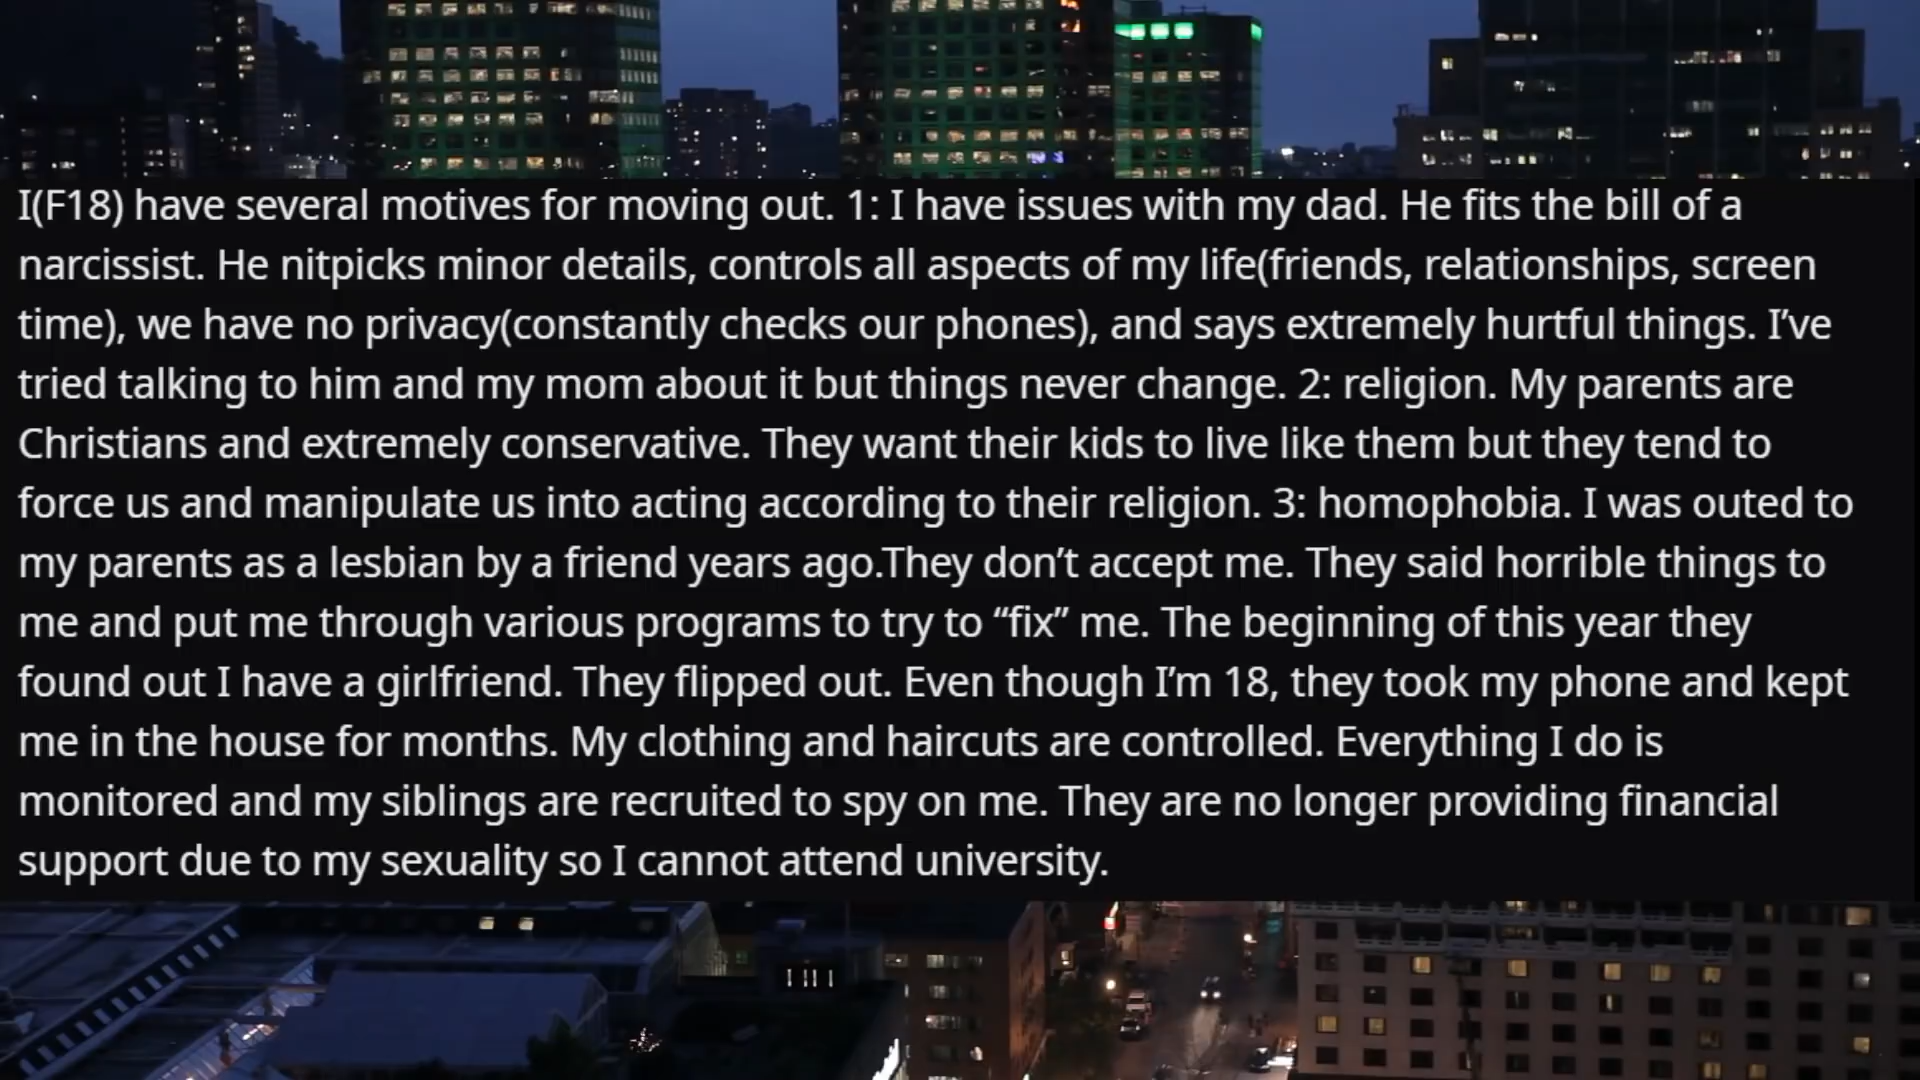 I(F18) have several motives for moving out. 1: I have issues with my dad. He fits the bill of a
narcissist. He nitpicks minor details, controls all aspects of my life(friends, relationships, screen
time), we have no privacy(constantly checks our phones), and says extremely hurtful things. I’ve
tried talking to him and my mom about it but things never change. 2: religion. My parents are
Christians and extremely conservative. They want their kids to live like them but they tend to
force us and manipulate us into acting according to their religion. 3: homophobia. I was outed to
my parents as a lesbian by a friend years ago.They don’t accept me. They said horrible things to
me and put me through various programs to try to “fix” me. The beginning of this year they
found out I have a girlfriend. They flipped out. Even though I’m 18, they took my phone and kept
me in the house for months. My clothing and haircuts are controlled. Everything I do is
monitored and my siblings are recruited to spy on me. They are no longer providing financial
support due to my sexuality so I cannot attend university.